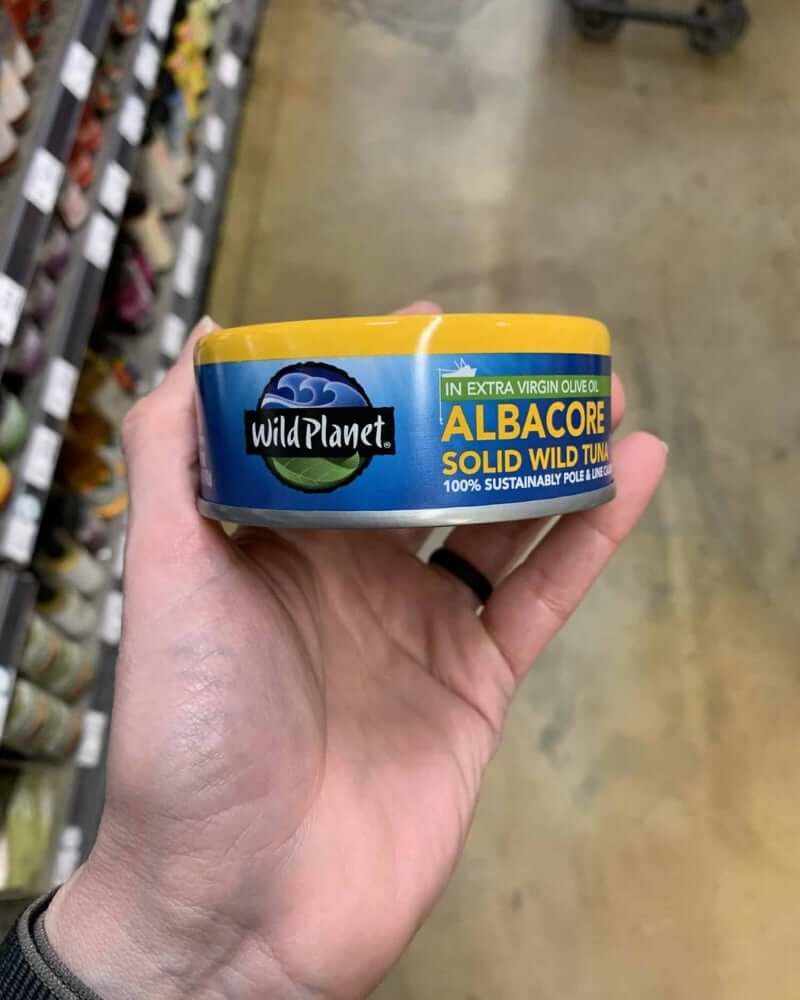 Wild Planet®
IN EXTRA VIRGIN OLIVE OIL
ALBACORE
SOLID WILD TUNA
100% SUSTAINABLY POLE & LINE